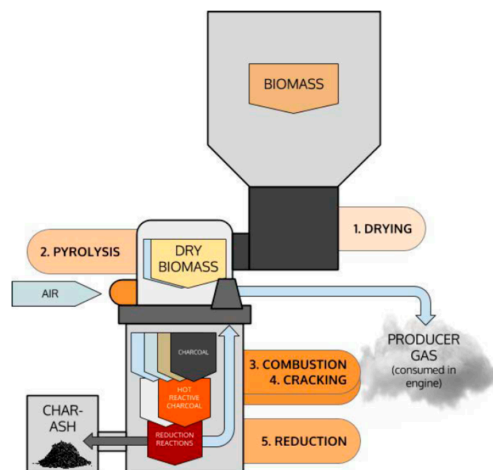 BIOMASS
1. DRYING
2. PYROLYSIS
DRY
BIOMASS
AIR
PRODUCER
GAS
(consumed in
engine)
CHARCOAL
3. COMBUSTION
4. CRACKING
HOT
REACTIVE
CHARCOAL
CHAR-
ASH
REDUCTION
REACTIONS
5. REDUCTION